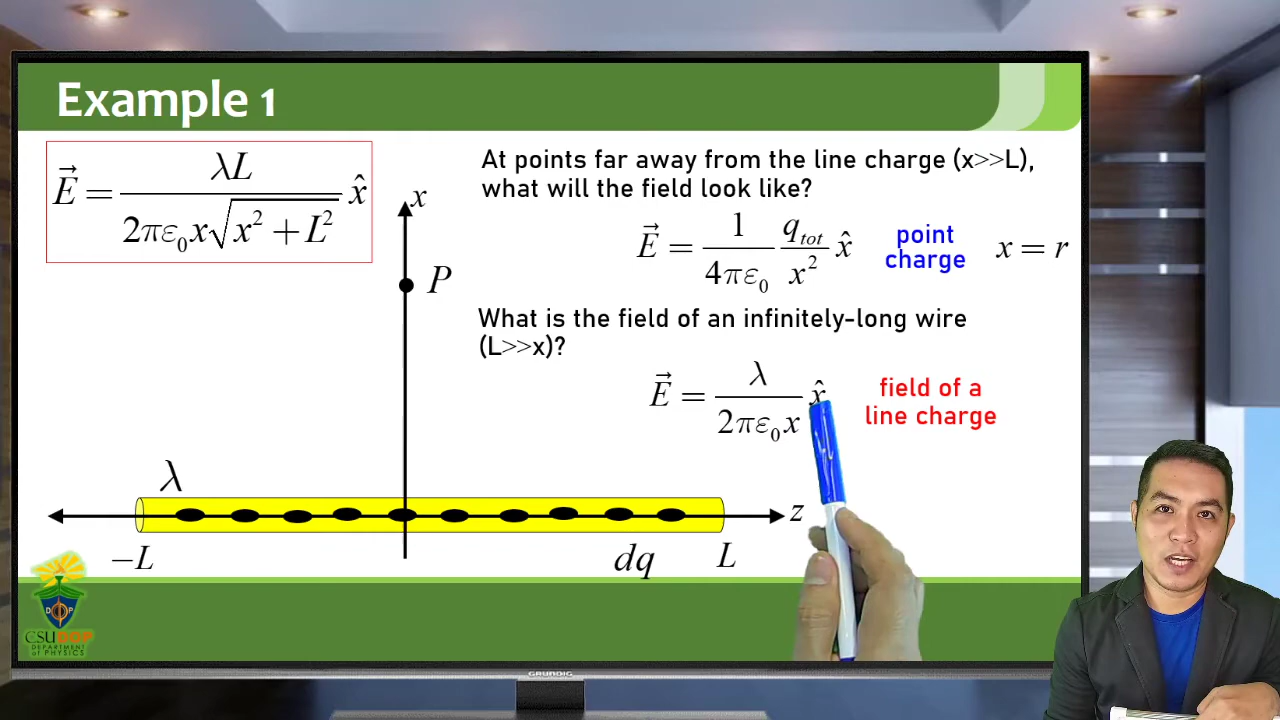 Example 1
E⃗ = λL / 2πε₀x√(x² + L²) x̂
x
P
At points far away from the line charge (x>>L),
what will the field look like?
E⃗ = 1 / 4πε₀ q_tot / x² x̂
point
charge
x = r
What is the field of an infinitely-long wire
(L>>x)?
E⃗ = λ / 2πε₀x x̂
field of a
line charge
λ
z
−L
dq
L
D P
CSUDOP
DEPARTMENT
OF PHYSICS
GRUNDIG